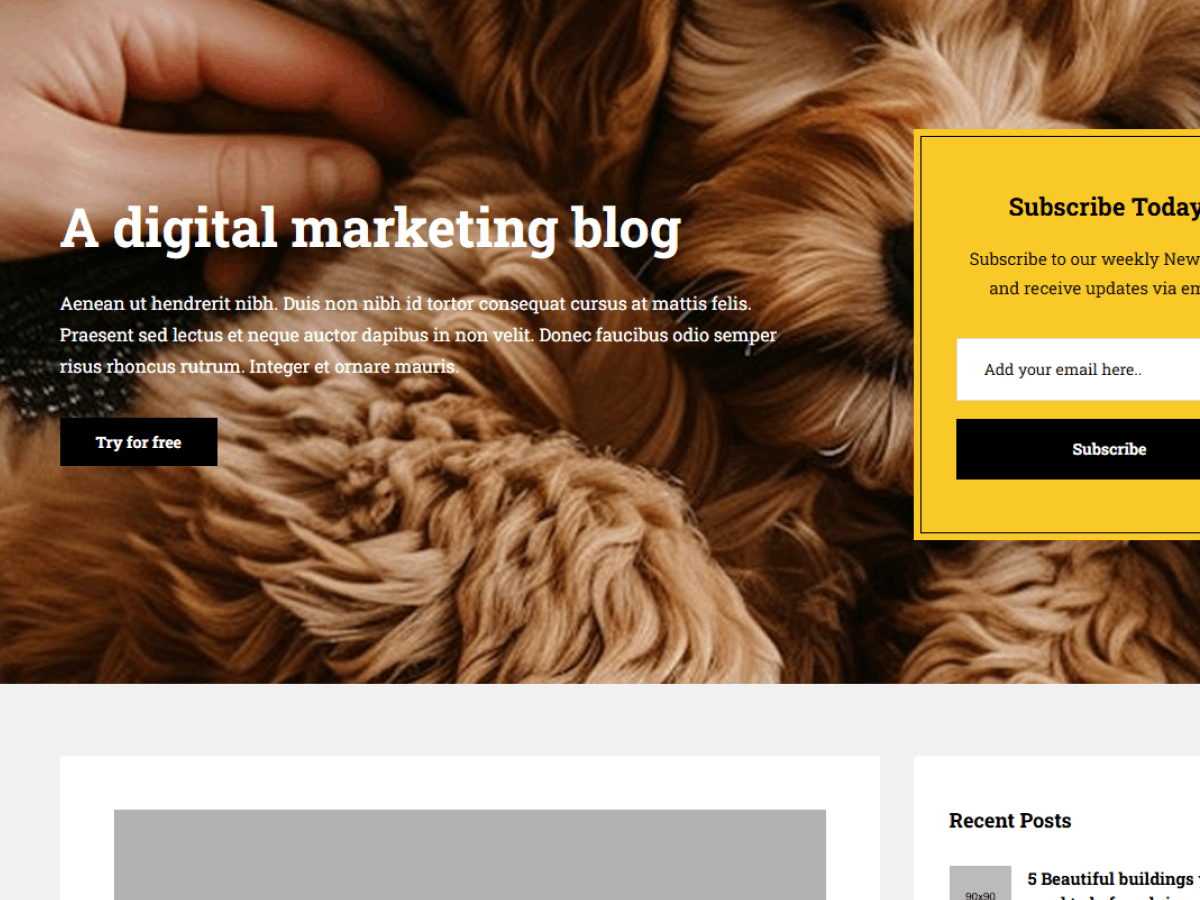 A digital marketing blog
Aenean ut hendrerit nibh. Duis non nibh id tortor consequat cursus at mattis felis.
Praesent sed lectus et neque auctor dapibus in non velit. Donec faucibus odio semper
risus rhoncus rutrum. Integer et ornare mauris.
Try for free
Subscribe Today
Subscribe to our weekly New
and receive updates via em
Add your email here..
Subscribe
Recent Posts
90x90
5 Beautiful buildings